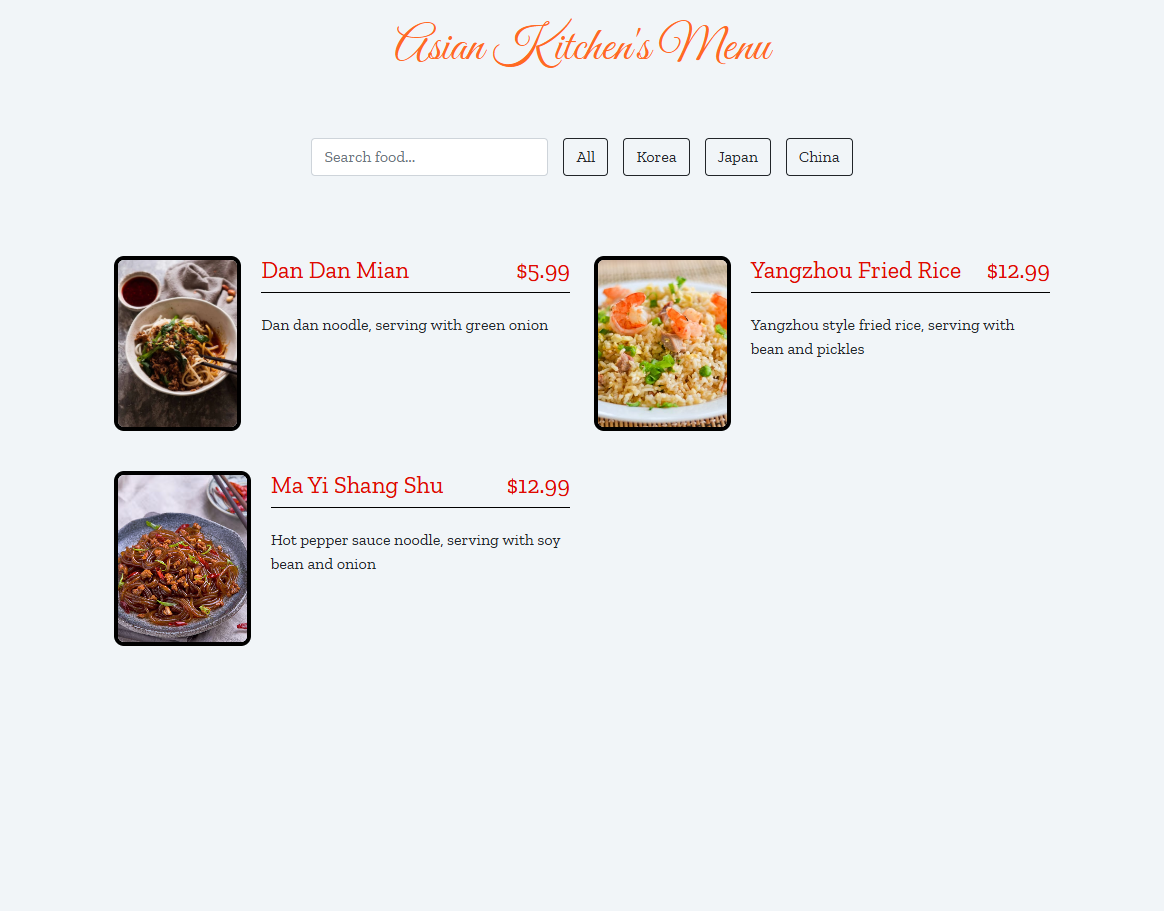 Asian Kitchen's Menu
Search food...
All
Korea
Japan
China
Dan Dan Mian
$5.99
Dan dan noodle, serving with green onion
Yangzhou Fried Rice
$12.99
Yangzhou style fried rice, serving with
bean and pickles
Ma Yi Shang Shu
$12.99
Hot pepper sauce noodle, serving with soy
bean and onion